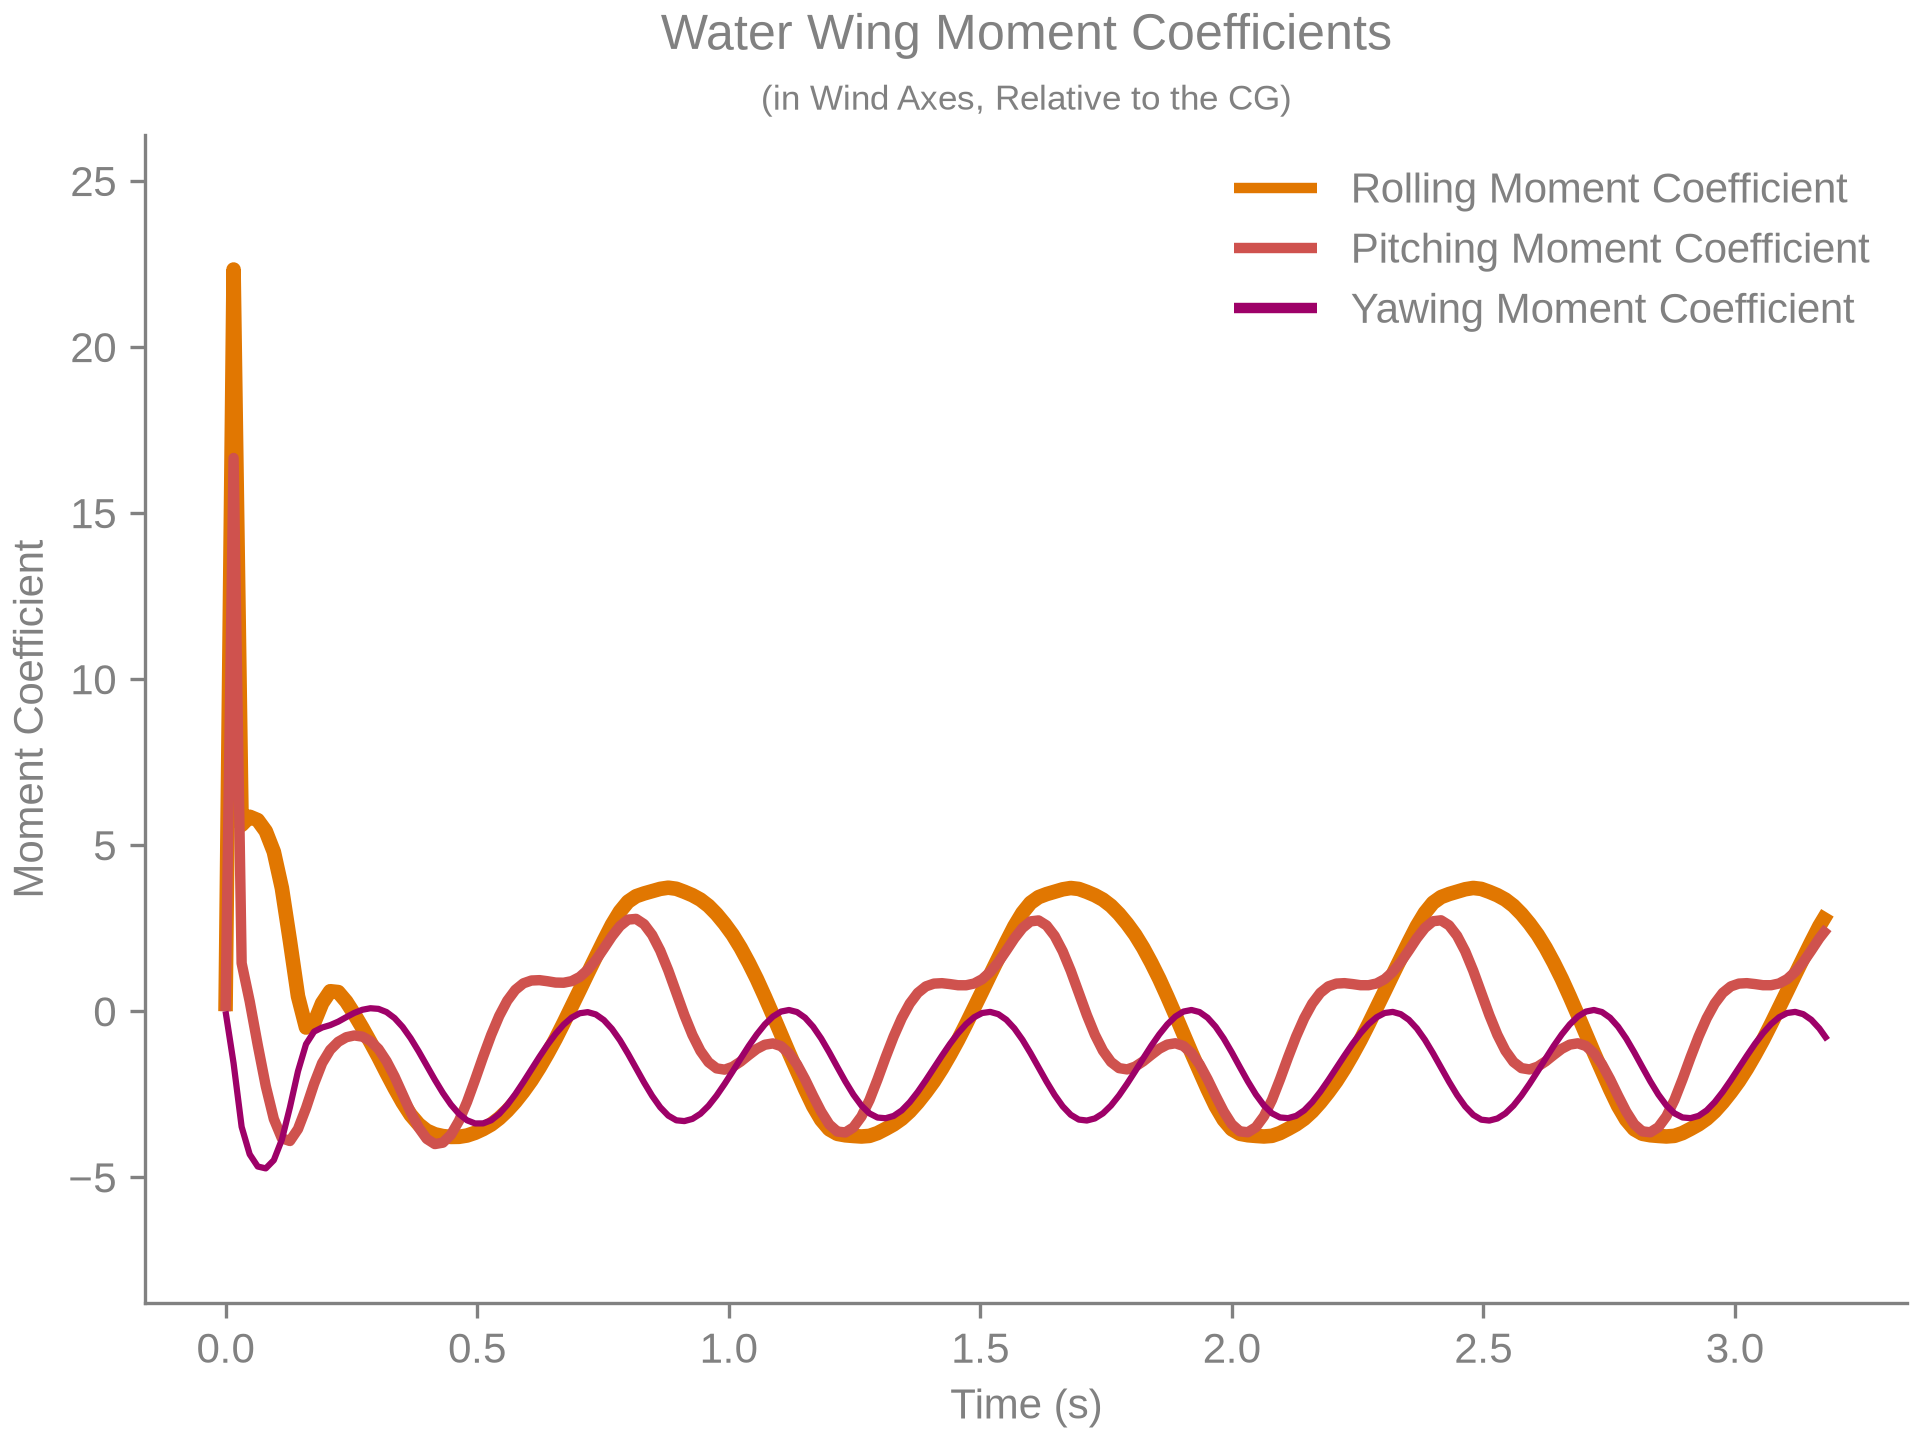 Water Wing Moment Coefficients
(in Wind Axes, Relative to the CG)
Rolling Moment Coefficient
Pitching Moment Coefficient
Yawing Moment Coefficient
Moment Coefficient
25
20
15
10
5
0
−5
0.0 0.5 1.0 1.5 2.0 2.5 3.0
Time (s)